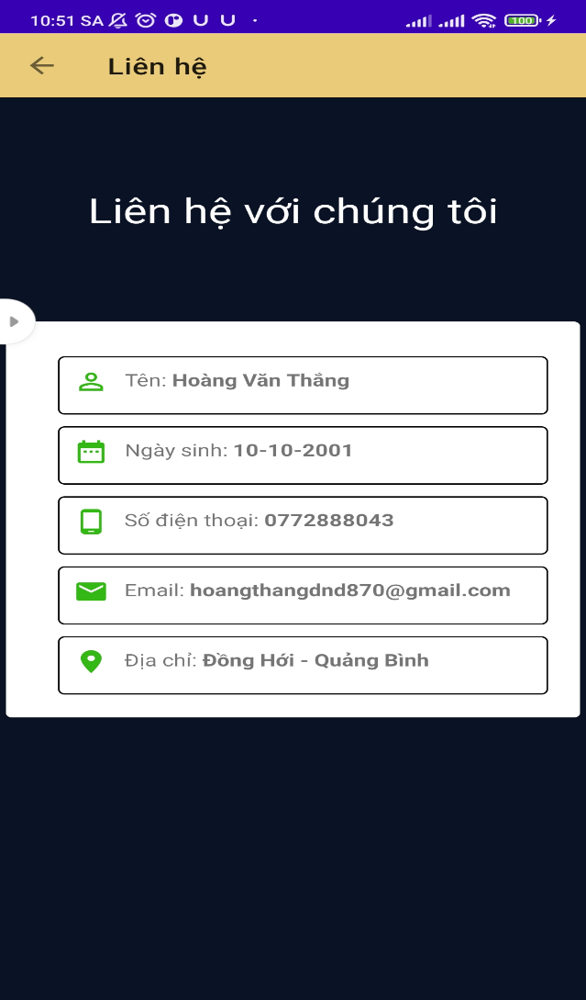 10:51 SA
100
Liên hệ
Liên hệ với chúng tôi
Tên: Hoàng Văn Thắng
Ngày sinh: 10-10-2001
Số điện thoại: 0772888043
Email: hoangthangdnd870@gmail.com
Địa chỉ: Đồng Hới - Quảng Bình